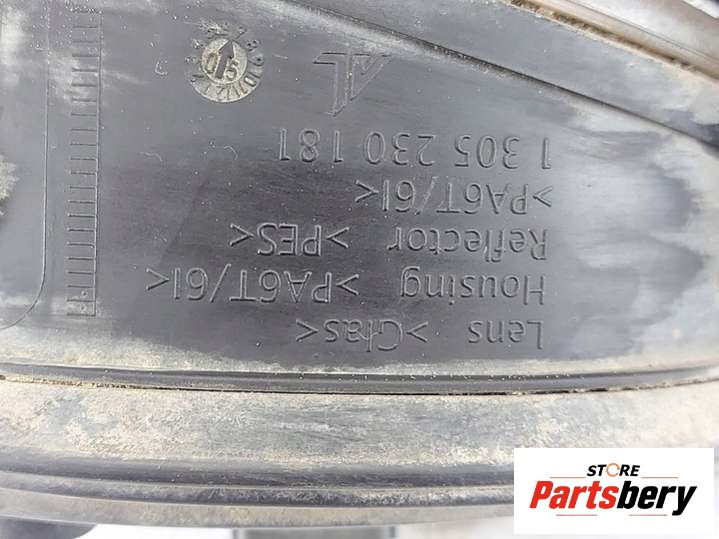 Lens >Glas<
Housing >PA6T/6I<
Reflector >PES<
>PA6T/6I<
1 305 230 181
AL
STORE
Partsbery